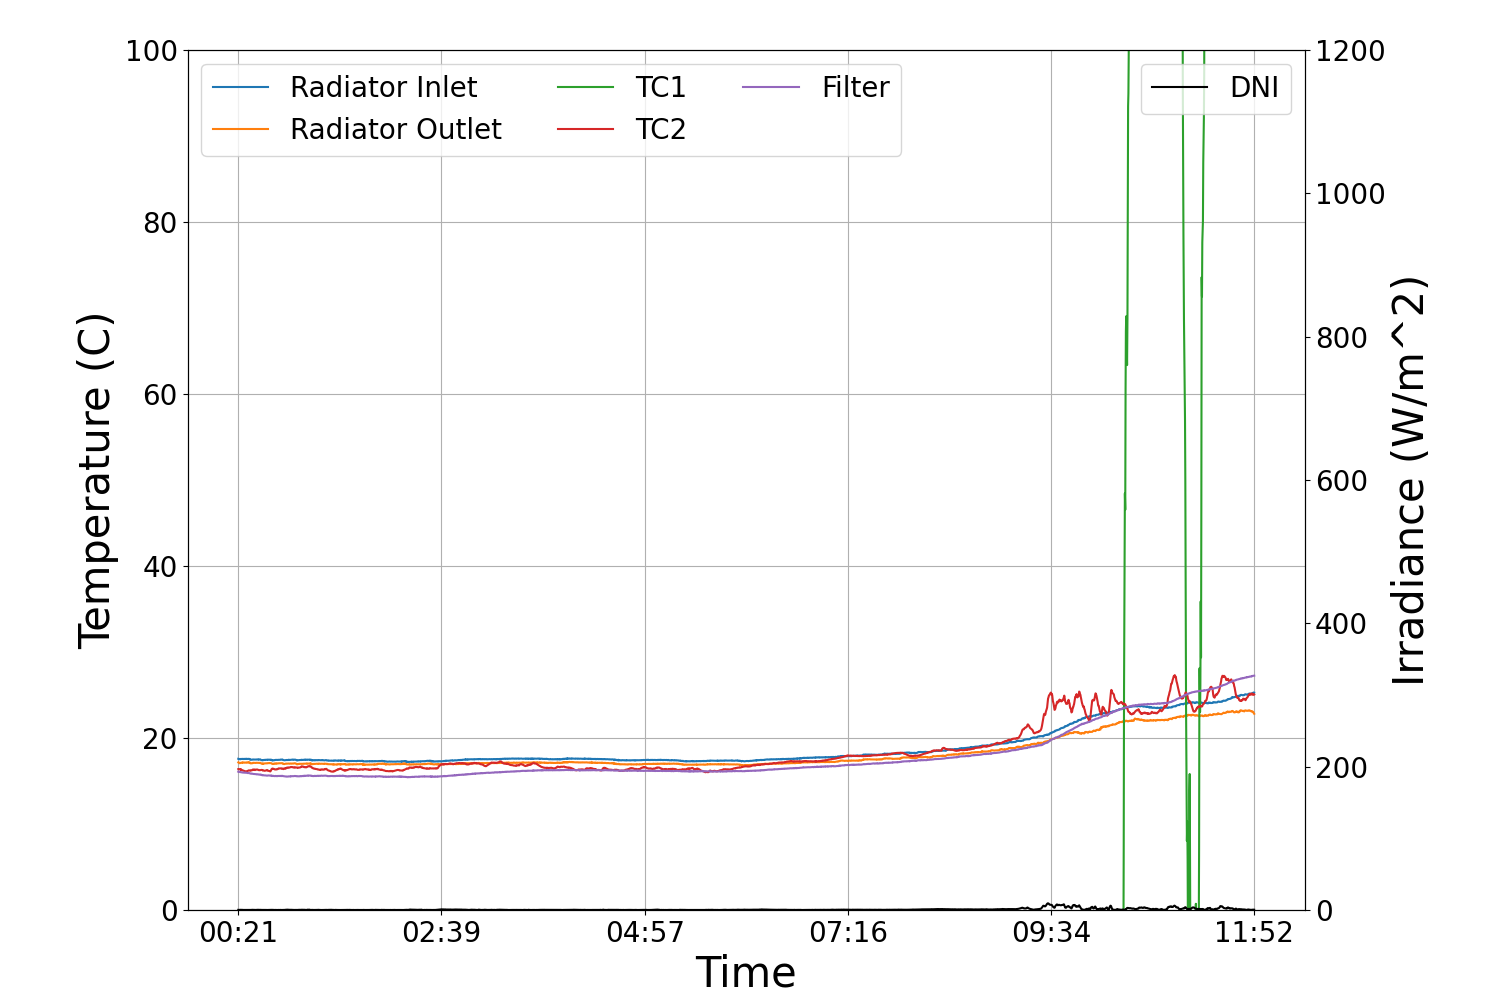 100
80
60
40
20
0
Temperature (C)
Radiator Inlet
Radiator Outlet
TC1
TC2
Filter
DNI
1200
1000
800
600
400
200
0
Irradiance (W/m^2)
00:21 02:39 04:57 07:16 09:34 11:52
Time